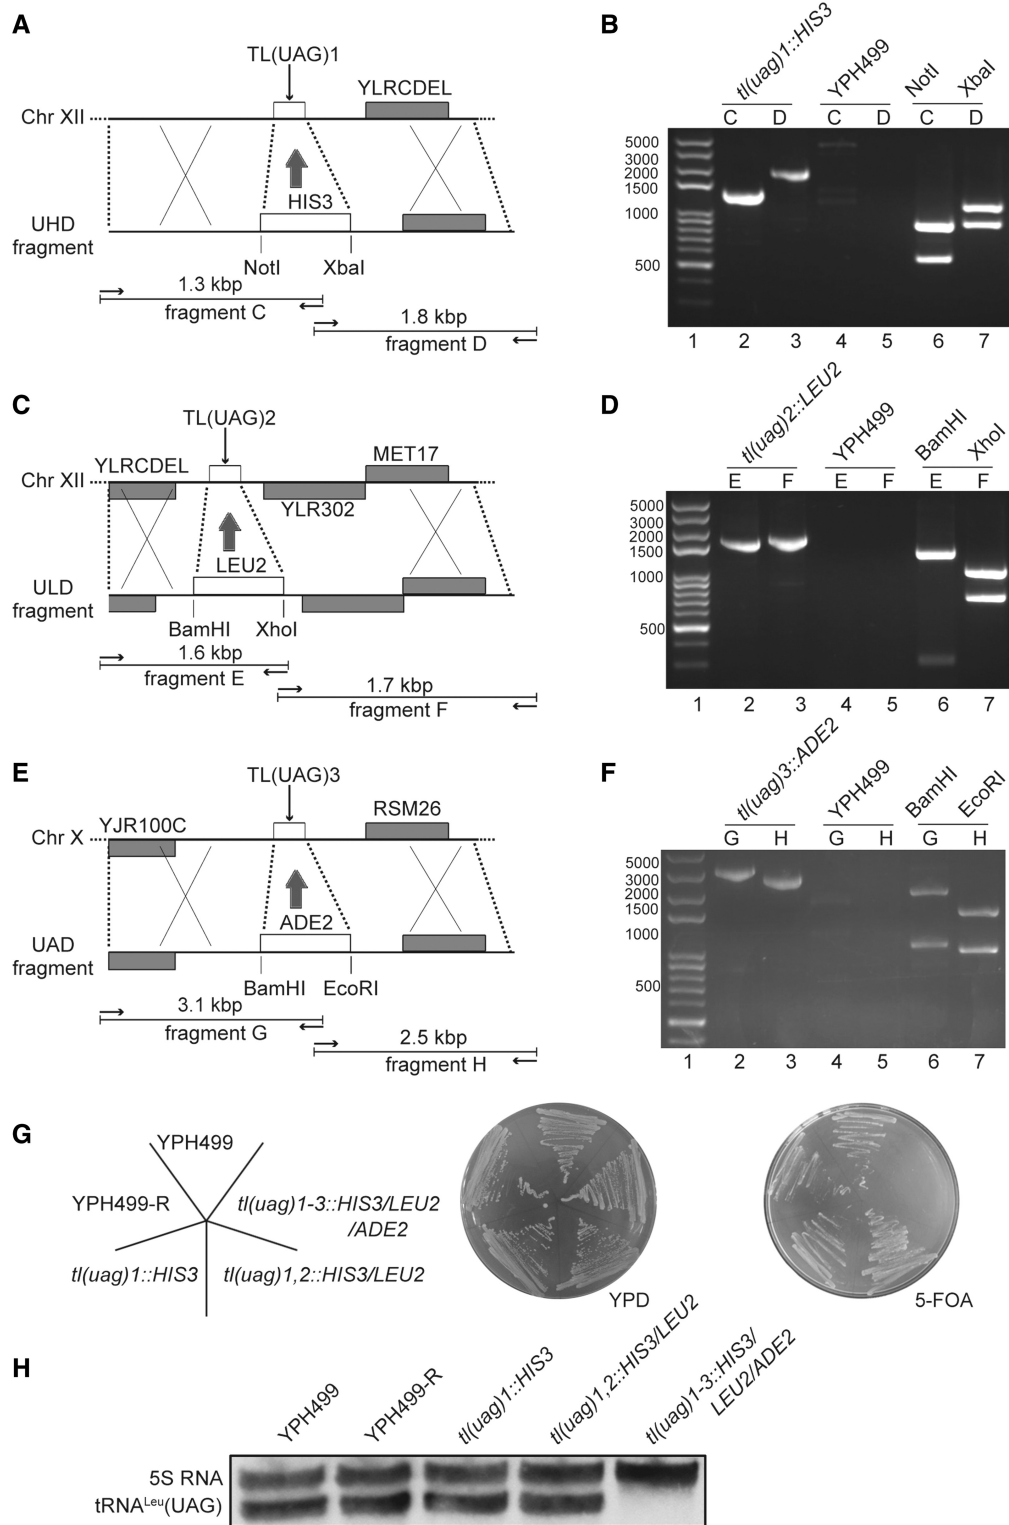 A
TL(UAG)1
YLRCDEL
Chr XII
HIS3
UHD
fragment
NotI
XbaI
1.3 kbp
fragment C
1.8 kbp
fragment D
B
tl(uag)1::HIS3
YPH499
NotI
XbaI
C D C D C D
5000
3000
2000
1500
1000
500
1 2 3 4 5 6 7
C
TL(UAG)2
YLRCDEL
MET17
Chr XII
YLR302
LEU2
ULD
fragment
BamHI
XhoI
1.6 kbp
fragment E
1.7 kbp
fragment F
D
tl(uag)2::LEU2
YPH499
BamHI
XhoI
E F E F E F
5000
3000
2000
1500
1000
500
1 2 3 4 5 6 7
E
TL(UAG)3
YJR100C
RSM26
Chr X
ADE2
UAD
fragment
BamHI
EcoRI
3.1 kbp
fragment G
2.5 kbp
fragment H
F
tl(uag)3::ADE2
YPH499
BamHI
EcoRI
G H G H G H
5000
3000
2000
1500
1000
500
1 2 3 4 5 6 7
G
YPH499
YPH499-R
tl(uag)1-3::HIS3/LEU2
/ADE2
tl(uag)1::HIS3
tl(uag)1,2::HIS3/LEU2
YPD
5-FOA
H
YPH499
YPH499-R
tl(uag)1::HIS3
tl(uag)1,2::HIS3/LEU2
tl(uag)1-3::HIS3/
LEU2/ADE2
5S RNA
tRNAᴸᵉᵘ(UAG)